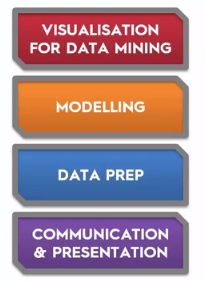 VISUALISATION
FOR DATA MINING
MODELLING
DATA PREP
COMMUNICATION
& PRESENTATION